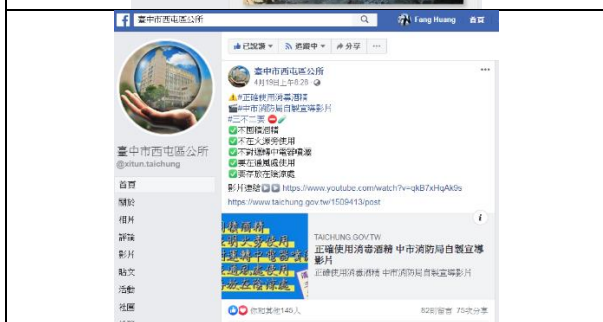 臺中市西屯區公所
Fang Huang 首頁
已說讚 追蹤中 分享
臺中市西屯區公所
4月19日上午8:28
#正確使用消毒酒精
#中市消防局自製宣導影片
#三不二要
不囤積酒精
不在火源旁使用
不對運轉中電器噴灑
要在通風處使用
要存放在陰涼處
影片連結 https://www.youtube.com/watch?v=qkB7xHqAk9s
https://www.taichung.gov.tw/1509413/post
臺中市西屯區公所
@xitun.taichung
首頁
關於
相片
評論
影片
貼文
活動
社團
TAICHUNG.GOV.TW
正確使用消毒酒精 中市消防局自製宣導影片
正確使用消毒酒精 中市消防局自製宣導影片
你和其他146人
82則留言 75次分享